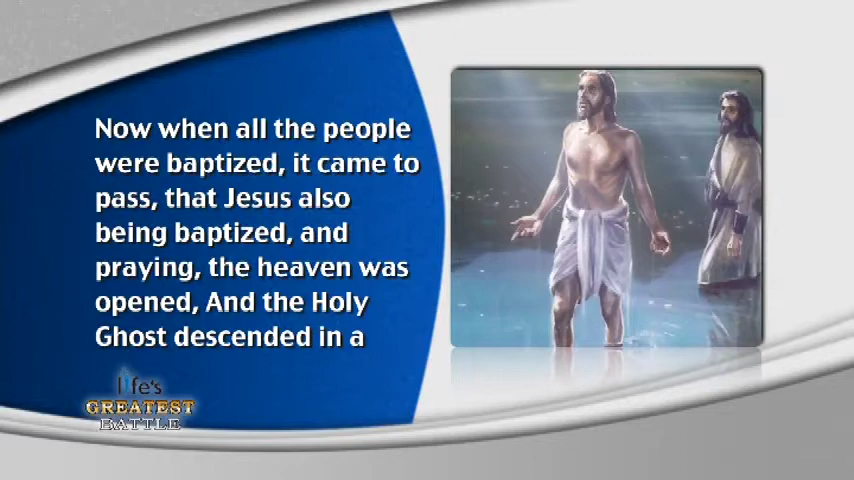 Now when all the people
were baptized, it came to
pass, that Jesus also
being baptized, and
praying, the heaven was
opened, And the Holy
Ghost descended in a
life's
GREATEST
BATTLE